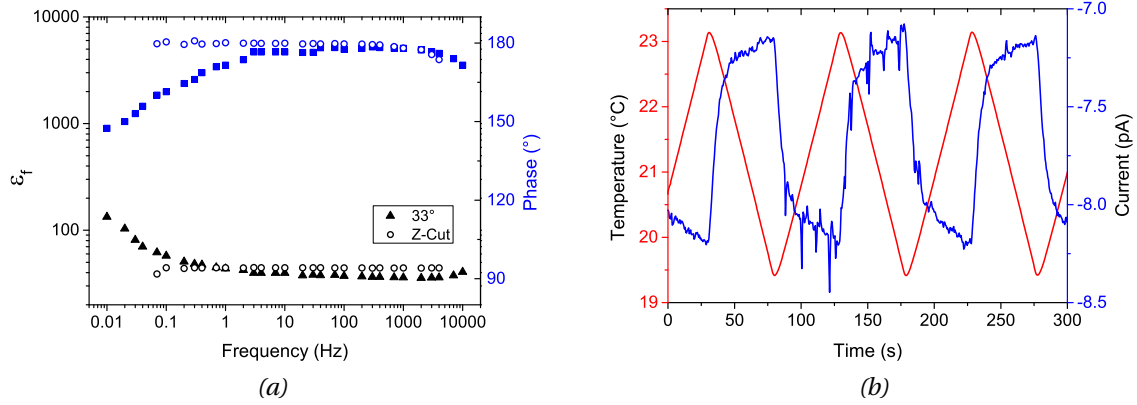 10000
1000
100
ε_f
180
150
120
90
Phase (°)
33°
Z-Cut
0.01 0.1 1 10 100 1000 10000
Frequency (Hz)
(a)
23
22
21
20
19
Temperature (°C)
-7.0
-7.5
-8.0
-8.5
Current (pA)
0 50 100 150 200 250 300
Time (s)
(b)